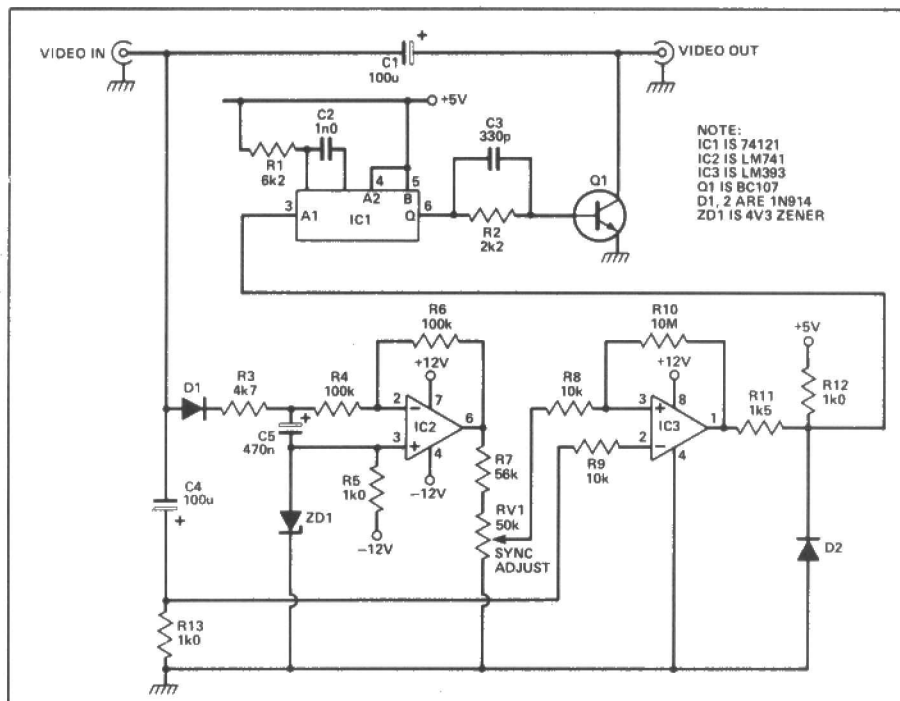 VIDEO IN
+
C1
100u
VIDEO OUT
+5V
C2
1n0
R1
6k2
C3
330p
NOTE:
IC1 IS 74121
IC2 IS LM741
IC3 IS LM393
Q1 IS BC107
D1, 2 ARE 1N914
ZD1 IS 4V3 ZENER
4
5
3
A1
A2
B
Q
6
IC1
R2
2k2
Q1
R6
100k
R10
10M
+5V
+12V
+12V
D1
R3
4k7
R4
100k
7
R8
10k
8
R12
1k0
2
−
6
3
+
1
R11
1k5
+
C5
470n
3
+
IC2
4
2
−
IC3
4
R7
56k
R9
10k
C4
100u
+
R5
1k0
−12V
ZD1
−12V
RV1
50k
SYNC
ADJUST
D2
R13
1k0